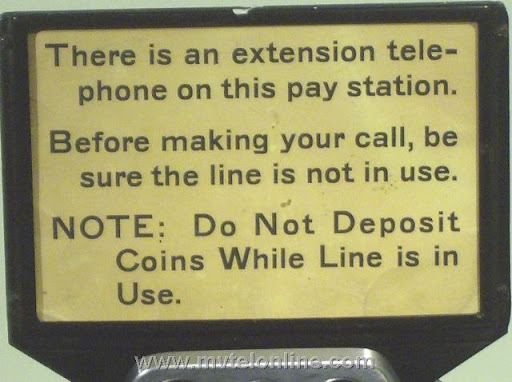 There is an extension tele-
phone on this pay station.
Before making your call, be
sure the line is not in use.
NOTE: Do Not Deposit
Coins While Line is in
Use.
www.mytelonline.com